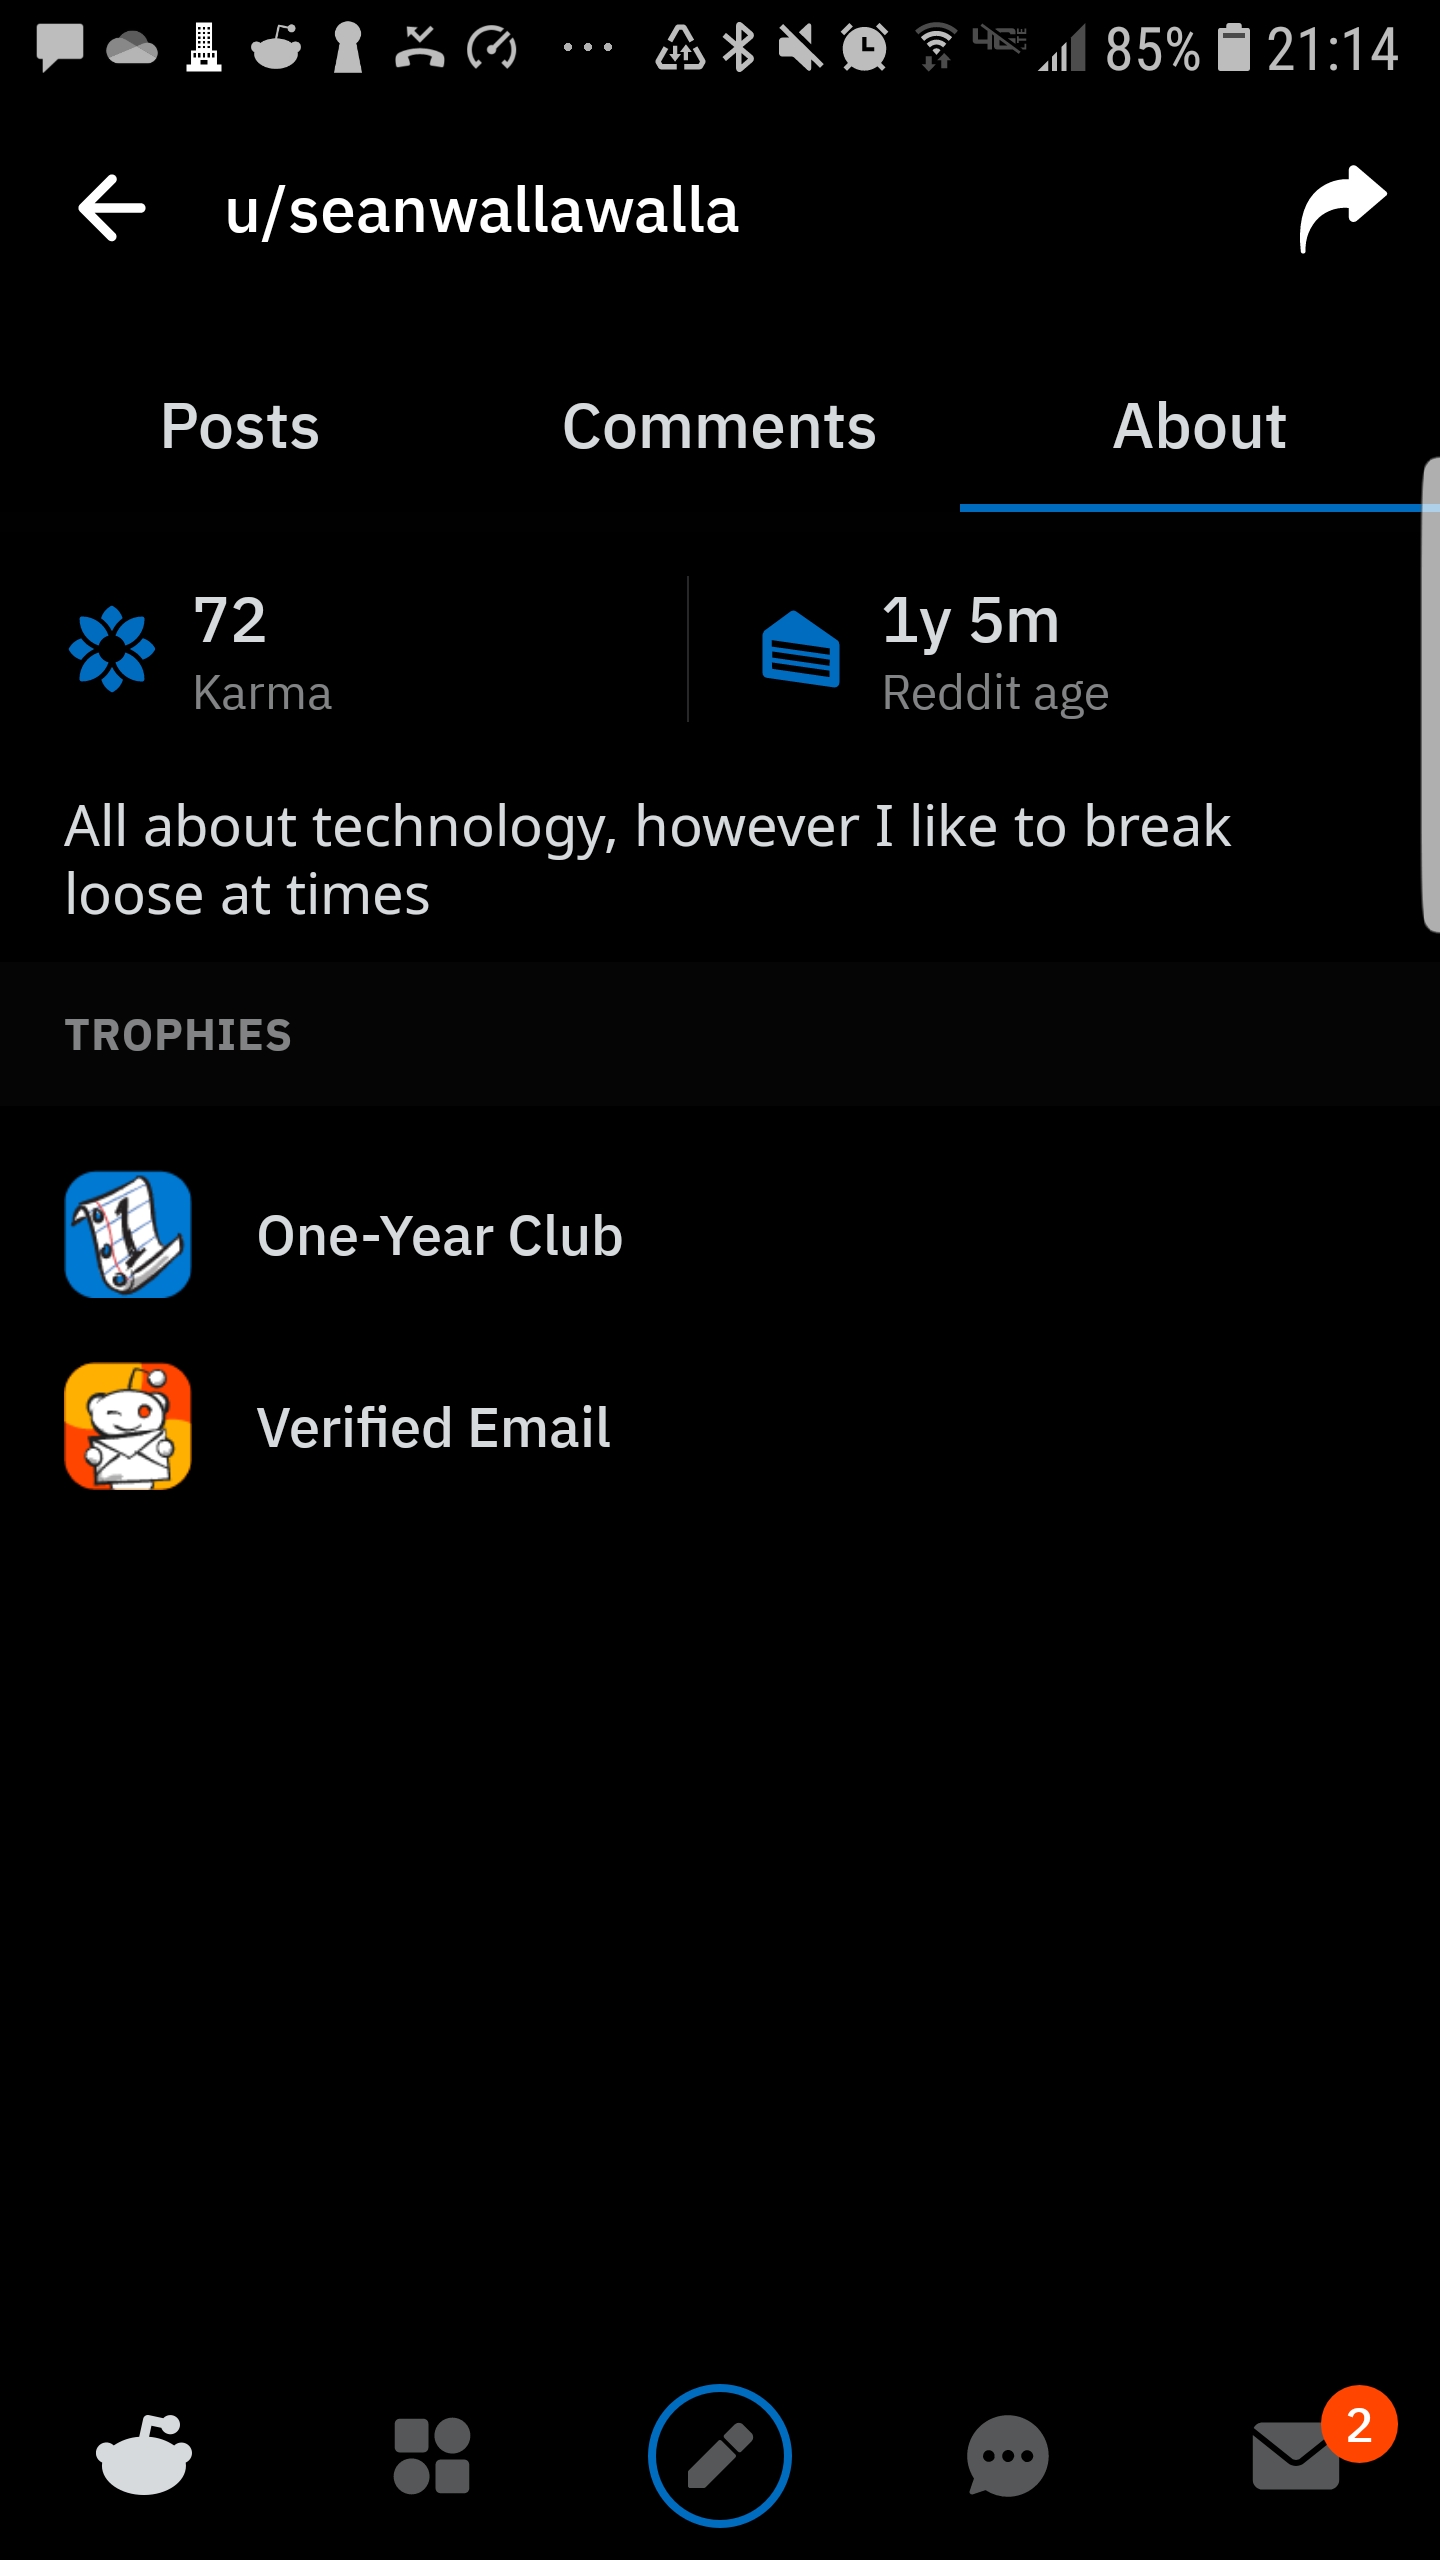 85% 21:14
u/seanwallawalla
Posts Comments About
72 1y 5m
Karma Reddit age
All about technology, however I like to break
loose at times
TROPHIES
One-Year Club
Verified Email
2